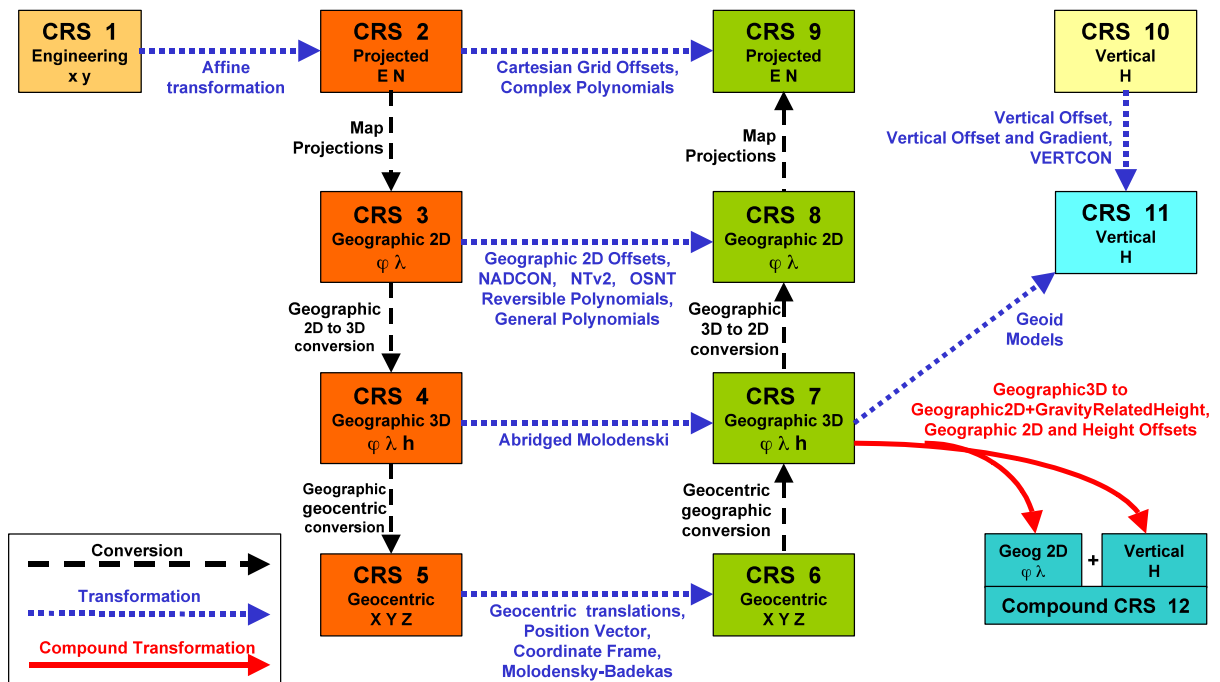 CRS 1
Engineering
x y
Affine
transformation
CRS 2
Projected
E N
Cartesian Grid Offsets,
Complex Polynomials
CRS 9
Projected
E N
CRS 10
Vertical
H
Map
Projections
Map
Projections
Vertical Offset,
Vertical Offset and Gradient,
VERTCON
CRS 3
Geographic 2D
φ λ
Geographic 2D Offsets,
NADCON, NTv2, OSNT
Reversible Polynomials,
General Polynomials
CRS 8
Geographic 2D
φ λ
CRS 11
Vertical
H
Geographic
2D to 3D
conversion
Geographic
3D to 2D
conversion
Geoid
Models
CRS 4
Geographic 3D
φ λ h
Abridged Molodenski
CRS 7
Geographic 3D
φ λ h
Geographic3D to
Geographic2D+GravityRelatedHeight,
Geographic 2D and Height Offsets
Geographic
geocentric
conversion
Geocentric
geographic
conversion
CRS 5
Geocentric
X Y Z
Geocentric translations,
Position Vector,
Coordinate Frame,
Molodensky-Badekas
CRS 6
Geocentric
X Y Z
Geog 2D
φ λ
+
Vertical
H
Compound CRS 12
Conversion
Transformation
Compound Transformation